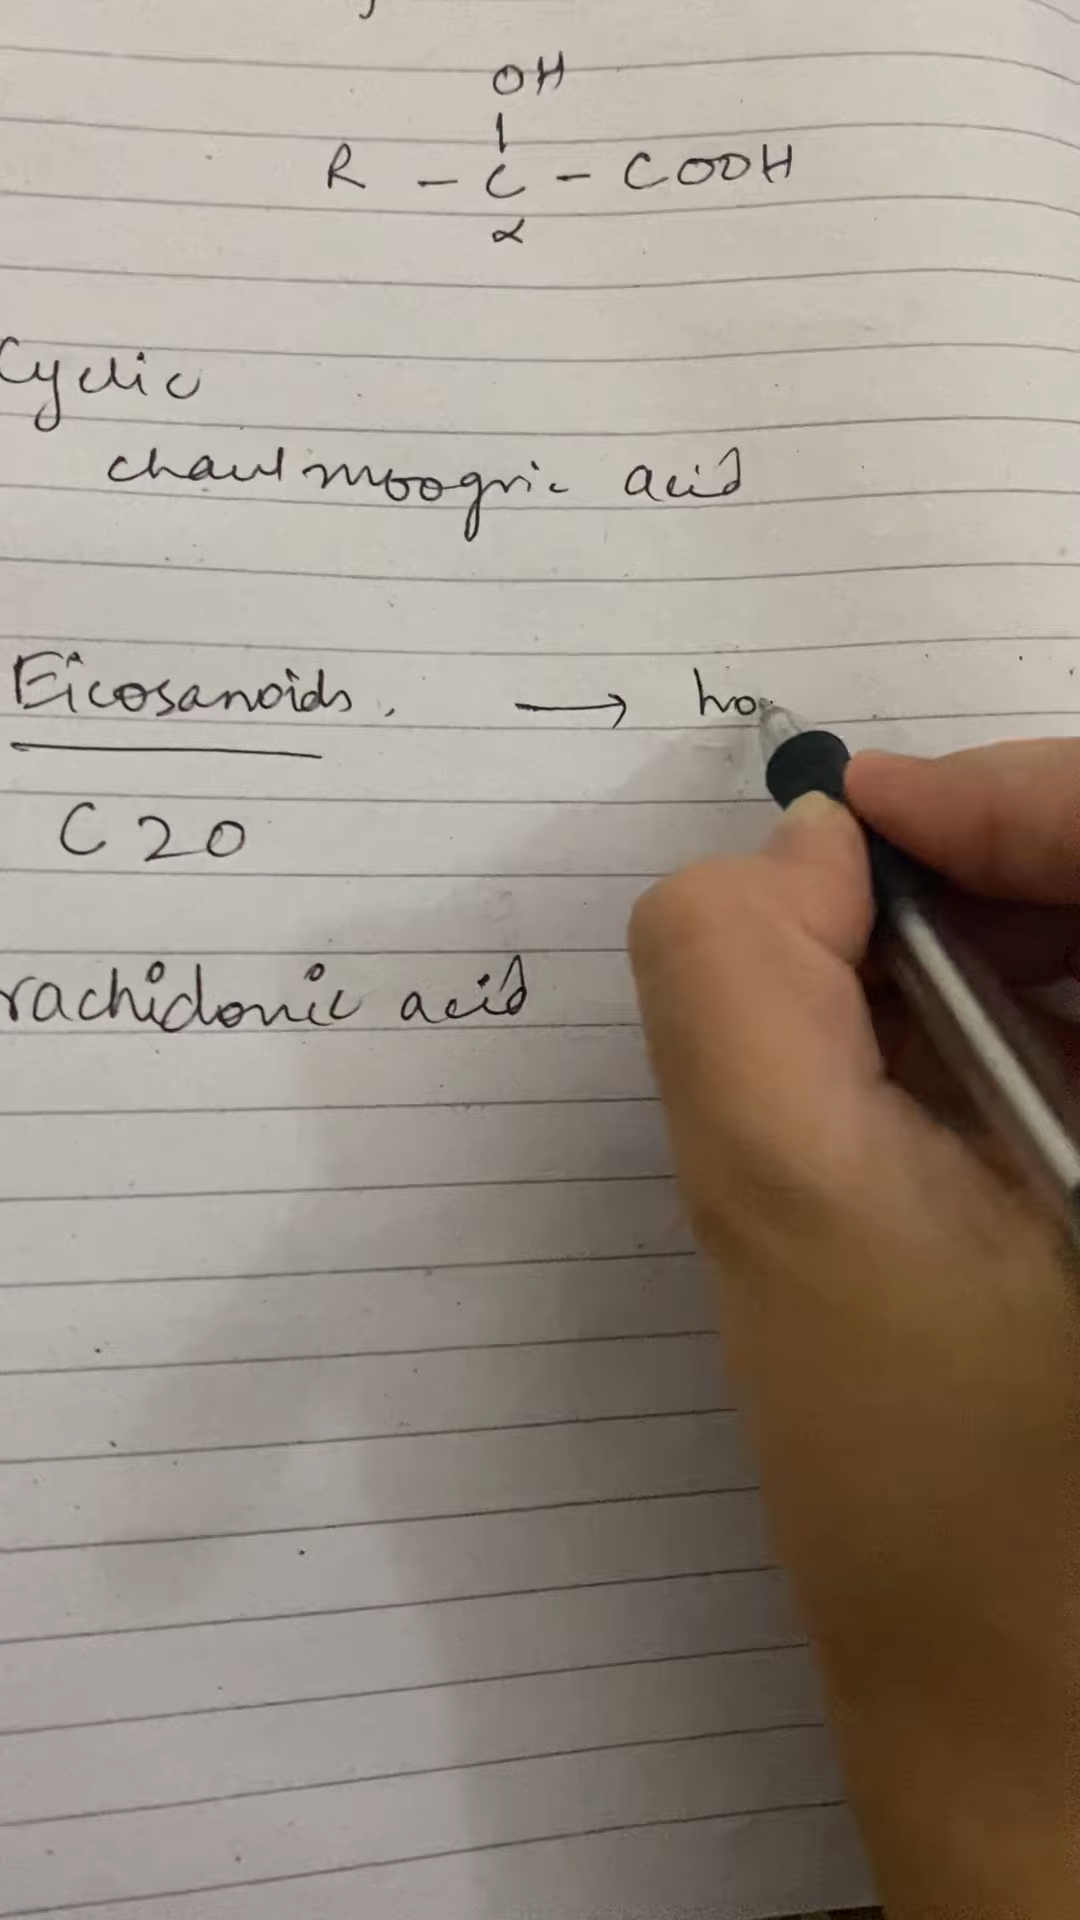 OH
|
R - C - COOH
α
Cyclic
chaulmoogric acid
Eicosanoids. → ho
C 20
rachidonic acid